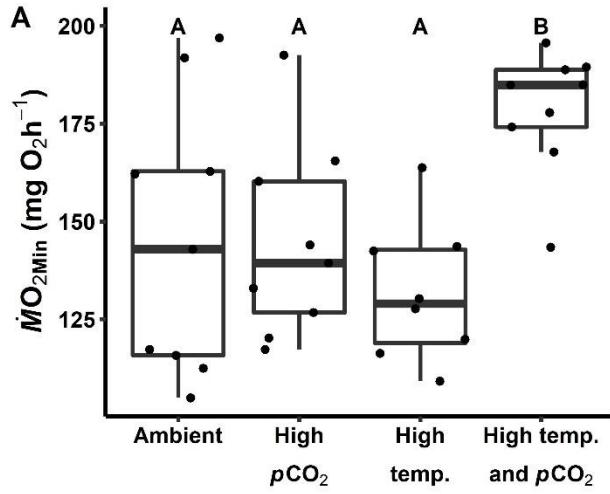 A
A A A B
200
175
150
125
ṀO₂Min (mg O₂h⁻¹)
Ambient High High High temp.
pCO₂ temp. and pCO₂